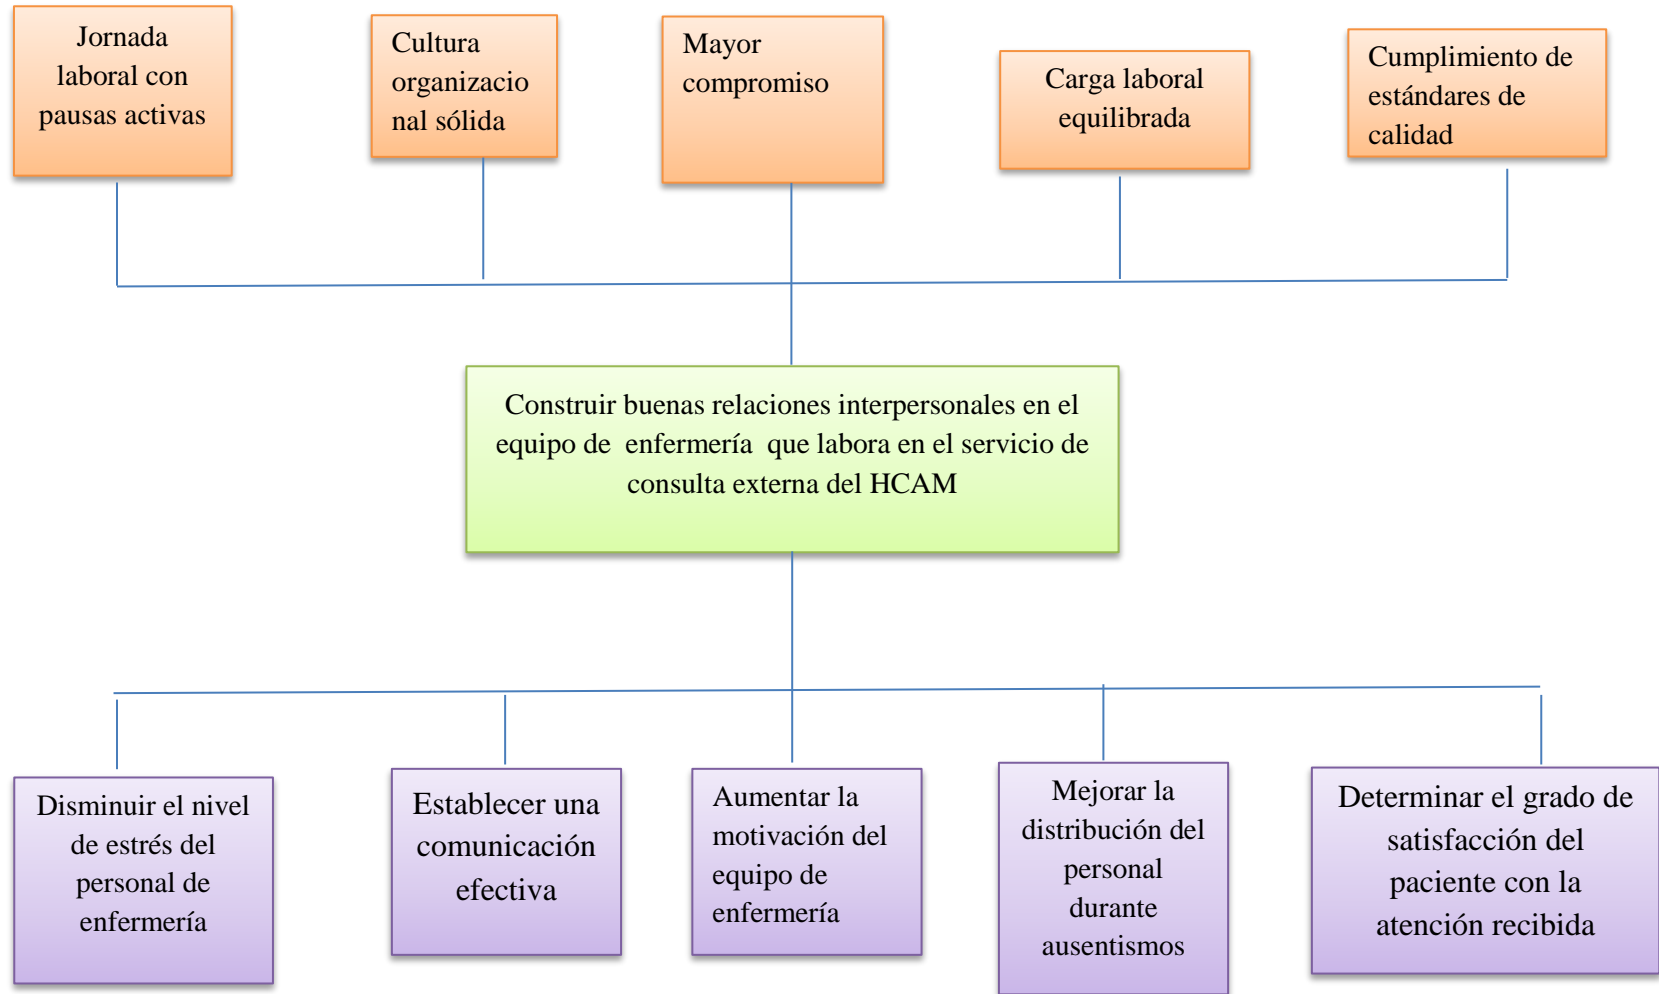 Jornada
laboral con
pausas activas
Cultura
organizacio
nal sólida
Mayor
compromiso
Carga laboral
equilibrada
Cumplimiento de
estándares de
calidad
Construir buenas relaciones interpersonales en el
equipo de enfermería que labora en el servicio de
consulta externa del HCAM
Disminuir el nivel
de estrés del
personal de
enfermería
Establecer una
comunicación
efectiva
Aumentar la
motivación del
equipo de
enfermería
Mejorar la
distribución del
personal
durante
ausentismos
Determinar el grado de
satisfacción del
paciente con la
atención recibida